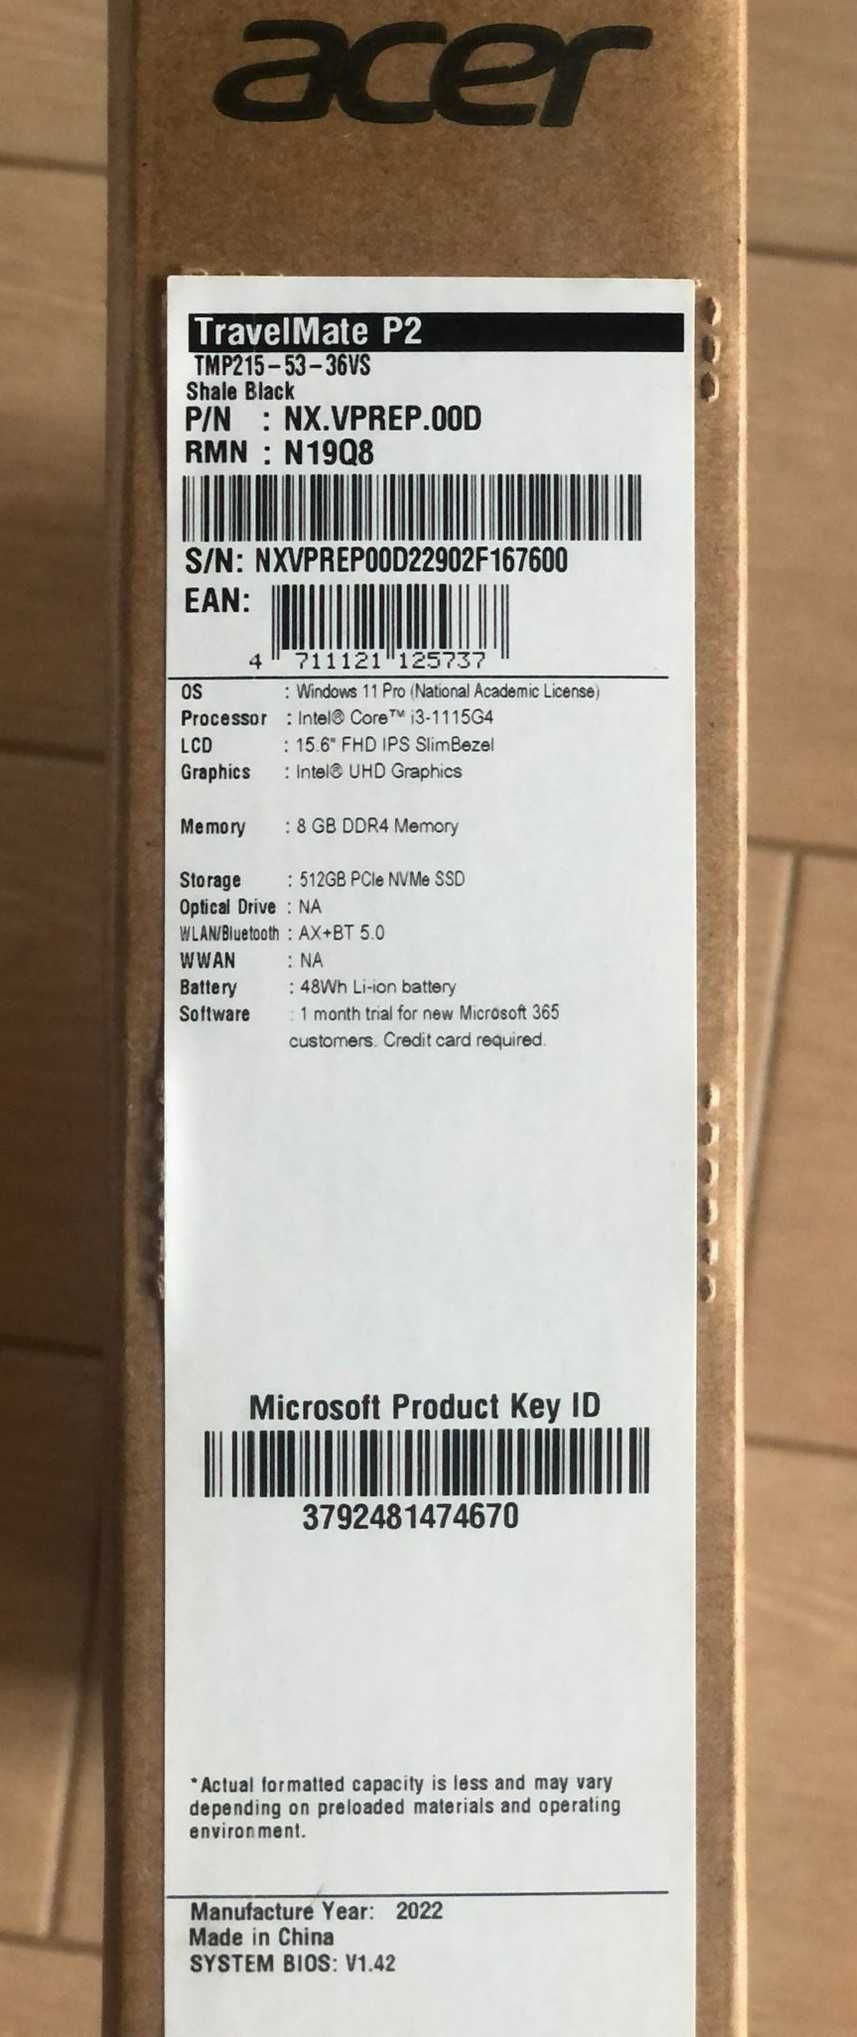 acer
TravelMate P2
TMP215-53-36VS
Shale Black
P/N : NX.VPREP.00D
RMN : N19Q8
S/N: NXVPREP00D22902F167600
EAN:
4 711121 125737
OS : Windows 11 Pro (National Academic License)
Processor : Intel® Core™ i3-1115G4
LCD : 15.6" FHD IPS SlimBezel
Graphics : Intel® UHD Graphics
Memory : 8 GB DDR4 Memory
Storage : 512GB PCIe NVMe SSD
Optical Drive : NA
WLAN/Bluetooth : AX+BT 5.0
WWAN : NA
Battery : 48Wh Li-ion battery
Software : 1 month trial for new Microsoft 365
customers. Credit card required.
Microsoft Product Key ID
3792481474670
*Actual formatted capacity is less and may vary
depending on preloaded materials and operating
environment.
Manufacture Year: 2022
Made in China
SYSTEM BIOS: V1.42